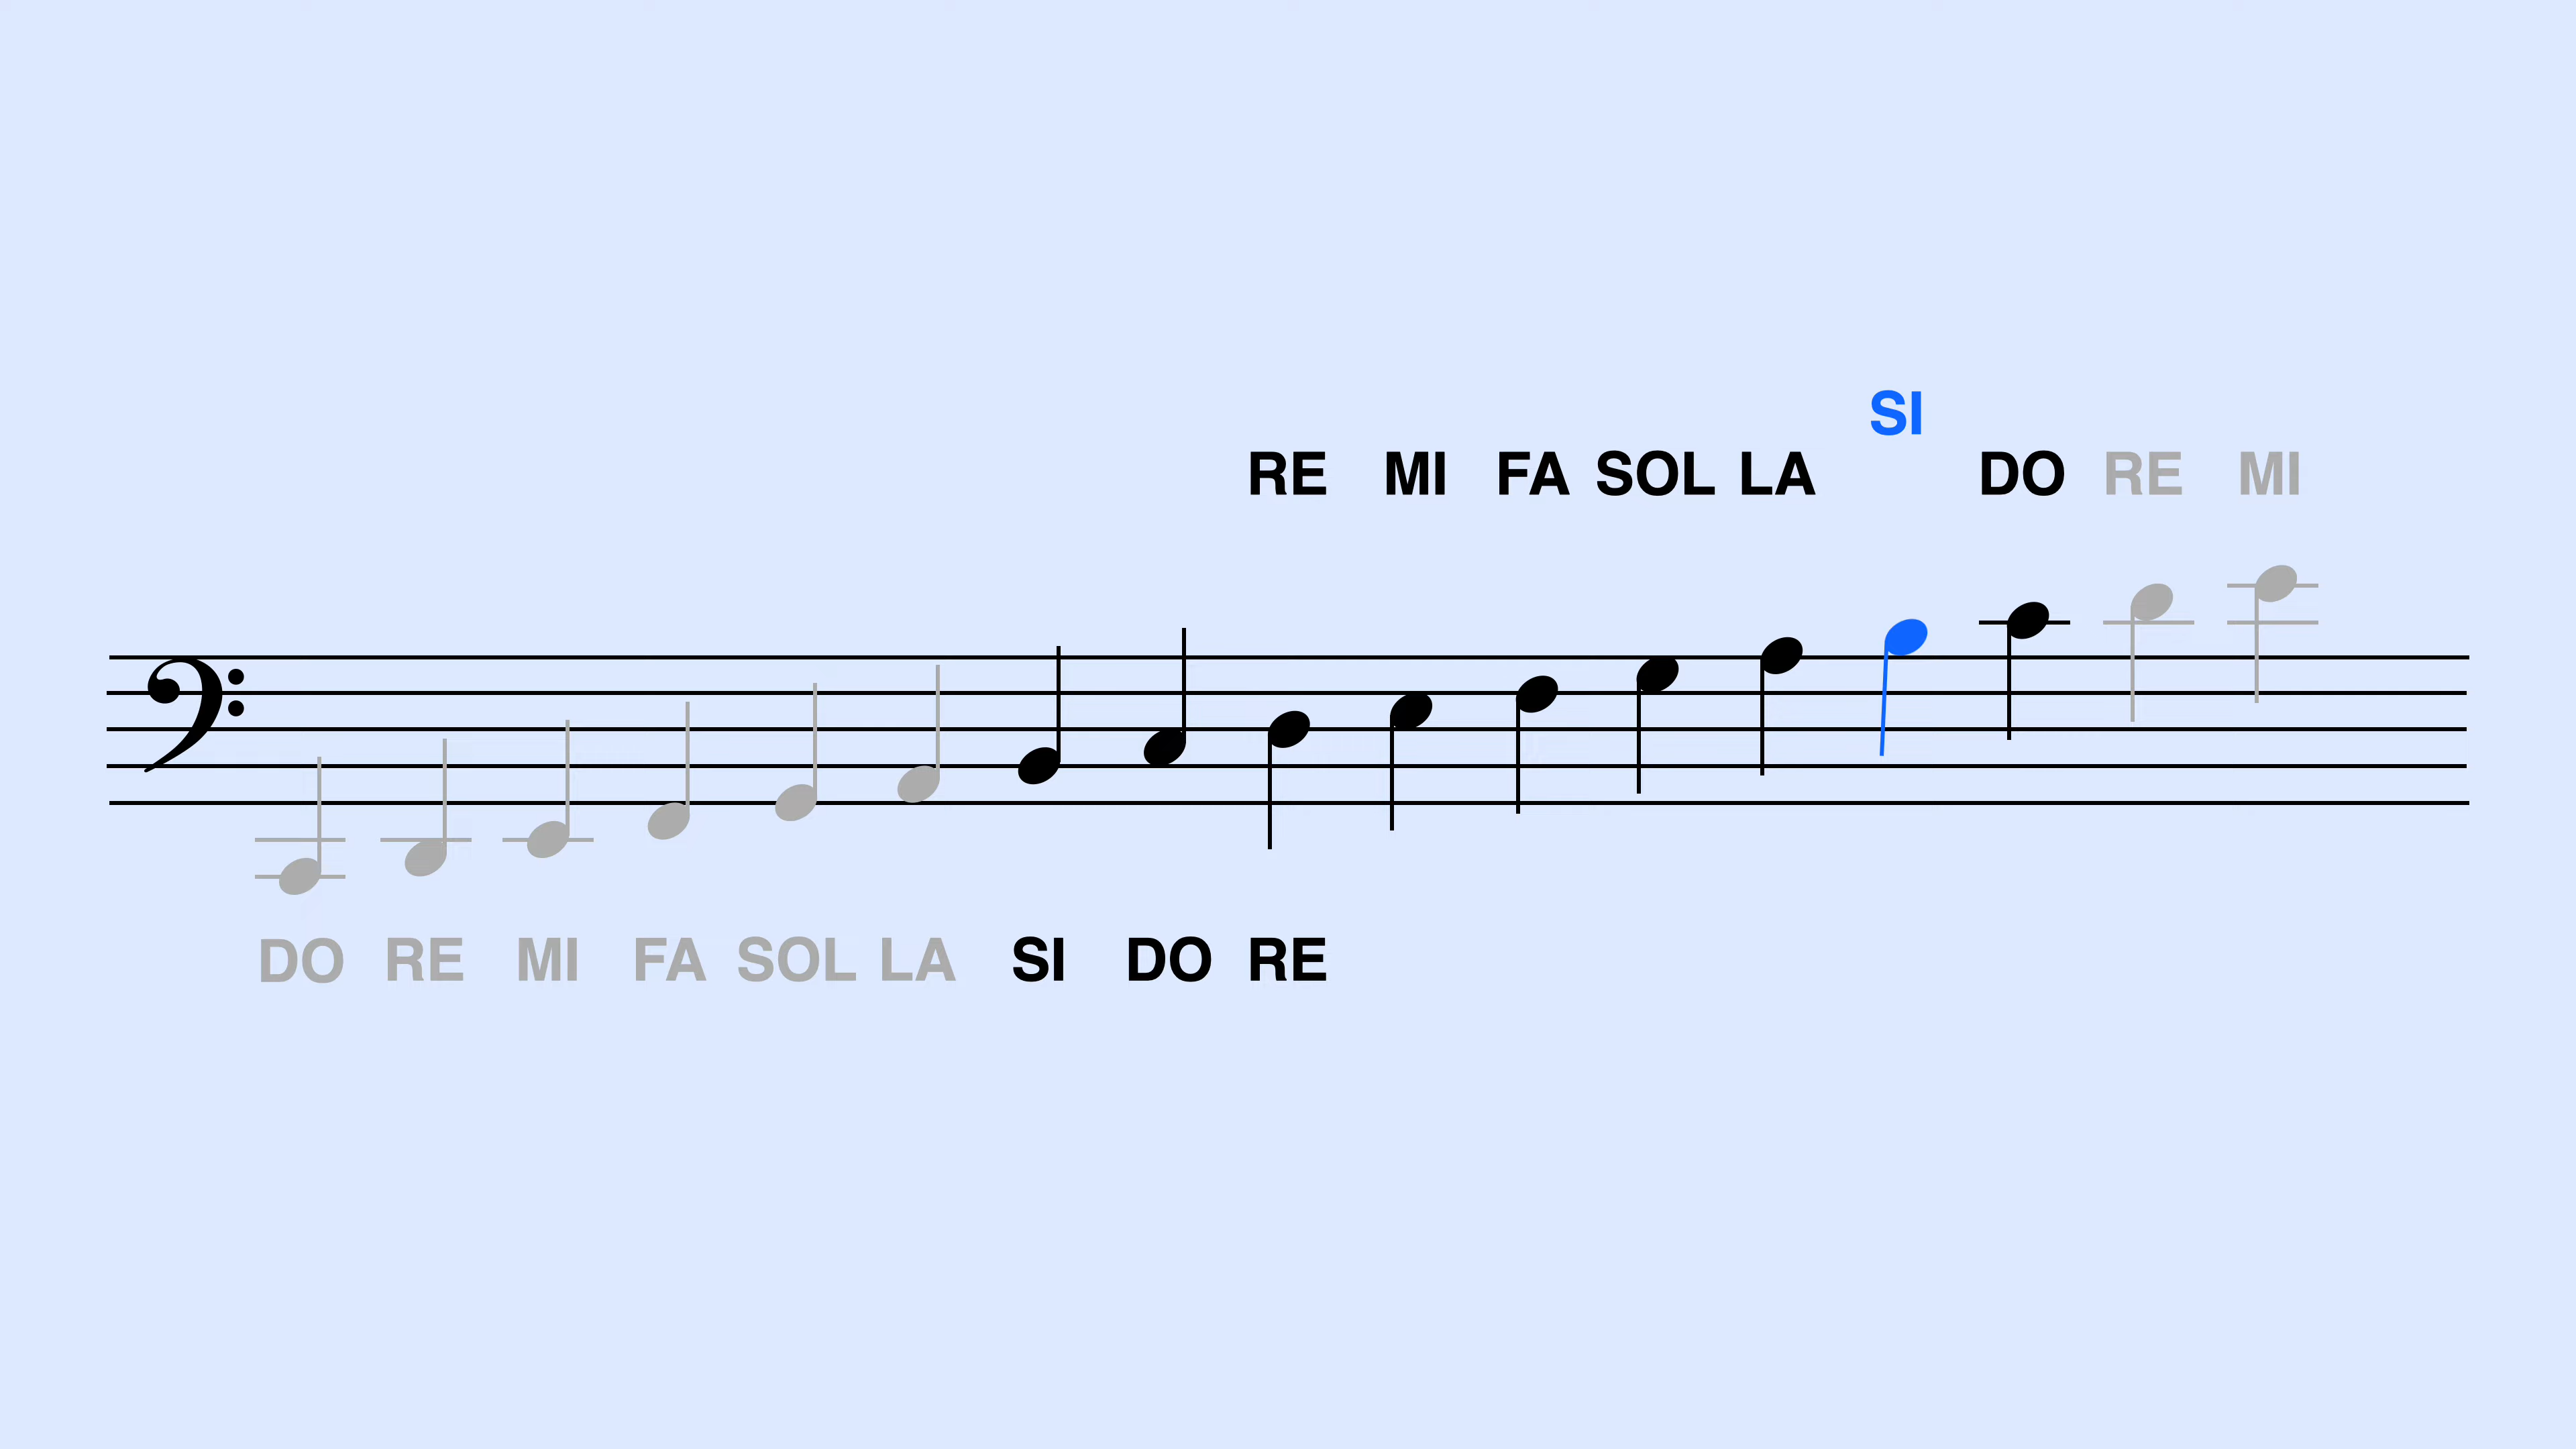 SI
RE MI FA SOL LA DO RE MI
DO RE MI FA SOL LA SI DO RE